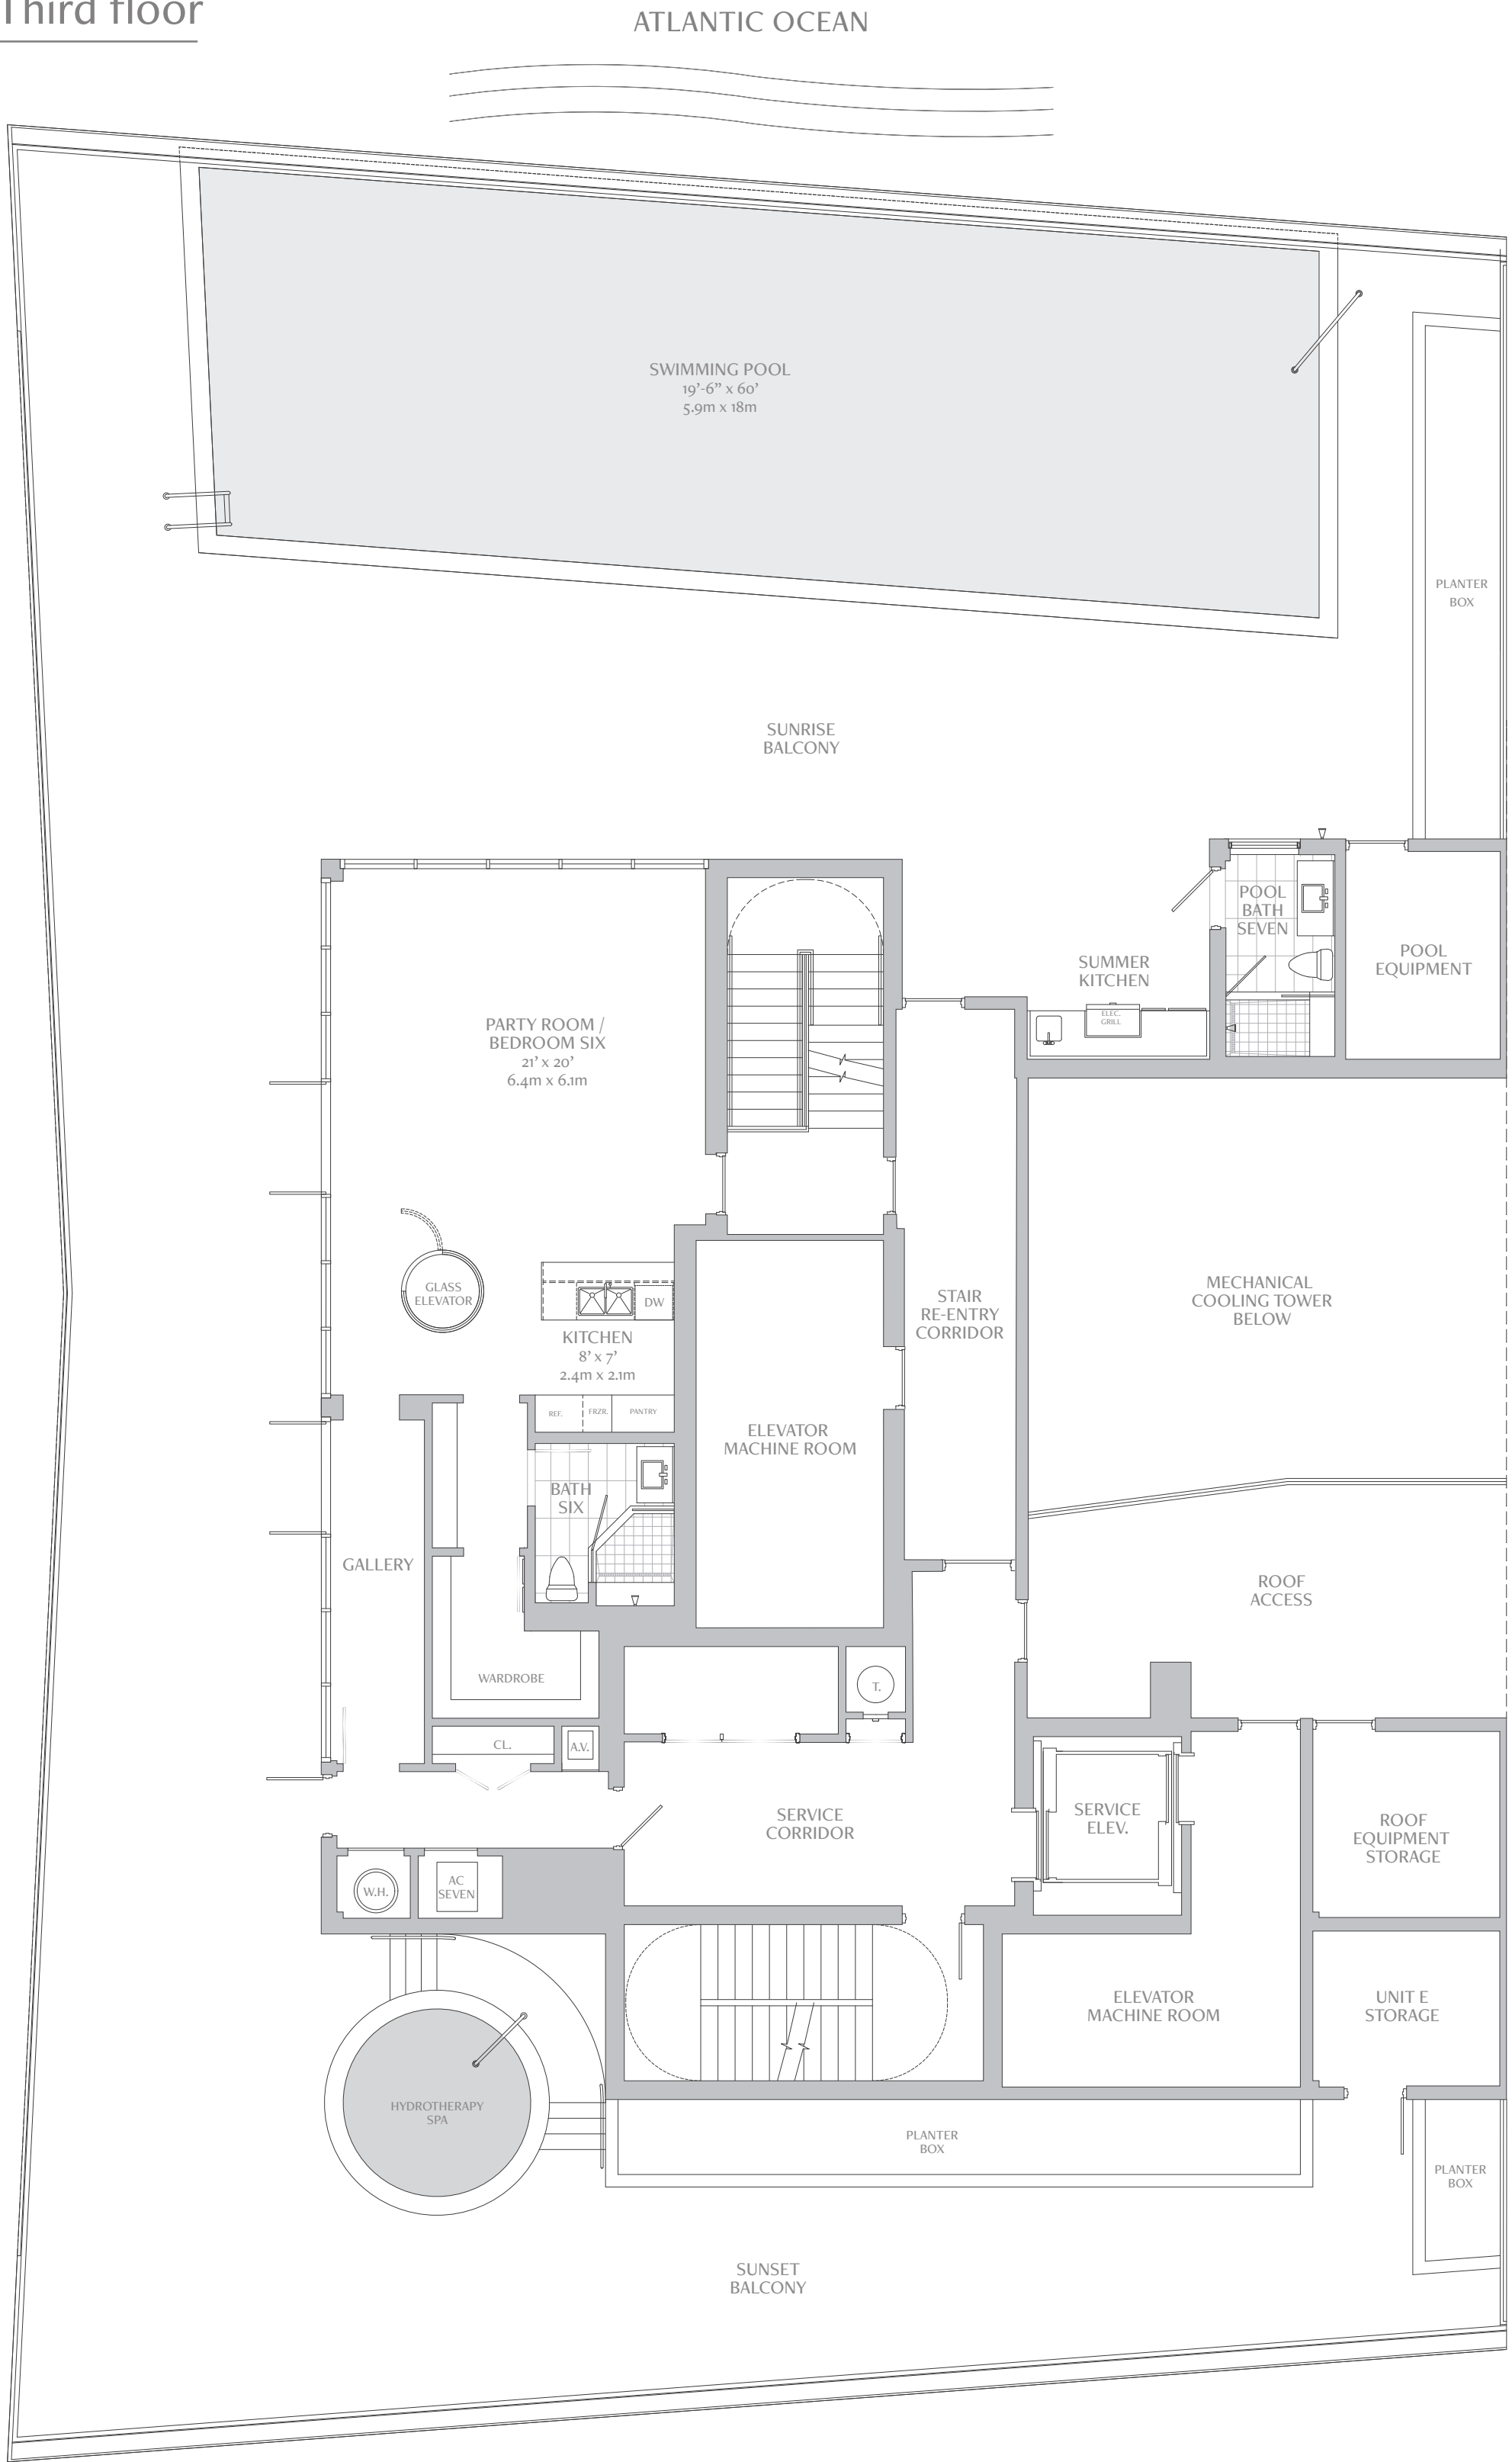 Third floor
ATLANTIC OCEAN
SWIMMING POOL
19’-6” x 60’
5.9m x 18m
PLANTER
BOX
SUNRISE
BALCONY
POOL
BATH
SEVEN
POOL
EQUIPMENT
SUMMER
KITCHEN
ELEC.
GRILL
PARTY ROOM /
BEDROOM SIX
21’ x 20’
6.4m x 6.1m
GLASS
ELEVATOR
DW
KITCHEN
8’ x 7’
2.4m x 2.1m
REF.
FRZR.
PANTRY
STAIR
RE-ENTRY
CORRIDOR
MECHANICAL
COOLING TOWER
BELOW
ELEVATOR
MACHINE ROOM
BATH
SIX
GALLERY
ROOF
ACCESS
WARDROBE
T.
CL.
A.V.
SERVICE
CORRIDOR
SERVICE
ELEV.
ROOF
EQUIPMENT
STORAGE
W.H.
AC
SEVEN
ELEVATOR
MACHINE ROOM
UNIT E
STORAGE
HYDROTHERAPY
SPA
PLANTER
BOX
PLANTER
BOX
SUNSET
BALCONY